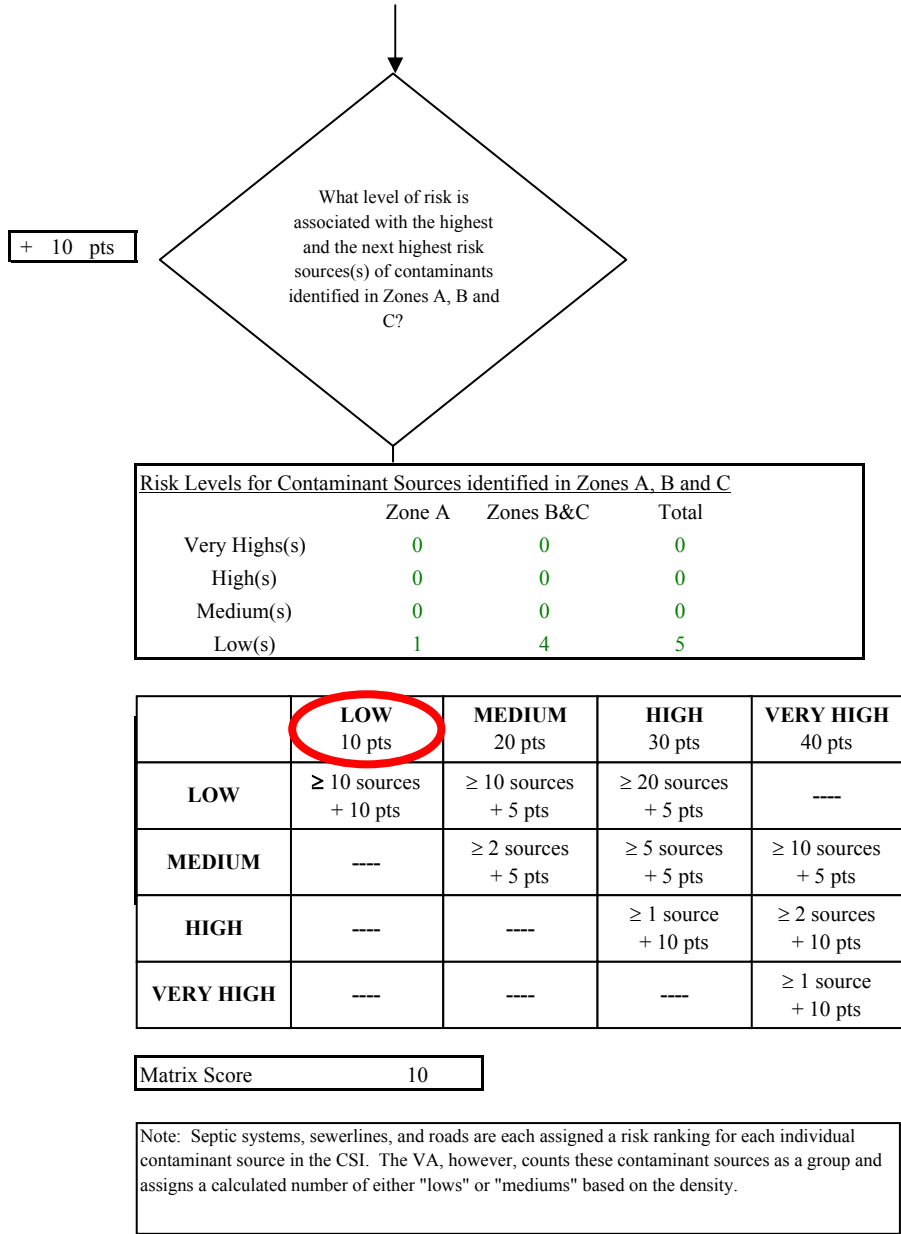 What level of risk is
associated with the highest
and the next highest risk
sources(s) of contaminants
identified in Zones A, B and
C?
+ 10 pts
Risk Levels for Contaminant Sources identified in Zones A, B and C
Zone A Zones B&C Total
Very Highs(s) 0 0 0
High(s) 0 0 0
Medium(s) 0 0 0
Low(s) 1 4 5
LOW MEDIUM HIGH VERY HIGH
10 pts 20 pts 30 pts 40 pts
LOW ≥ 10 sources ≥ 10 sources ≥ 20 sources ----
+ 10 pts + 5 pts + 5 pts
MEDIUM ---- ≥ 2 sources ≥ 5 sources ≥ 10 sources
+ 5 pts + 5 pts + 5 pts
HIGH ---- ---- ≥ 1 source ≥ 2 sources
+ 10 pts + 10 pts
VERY HIGH ---- ---- ---- ≥ 1 source
+ 10 pts
Matrix Score 10
Note: Septic systems, sewerlines, and roads are each assigned a risk ranking for each individual
contaminant source in the CSI. The VA, however, counts these contaminant sources as a group and
assigns a calculated number of either "lows" or "mediums" based on the density.